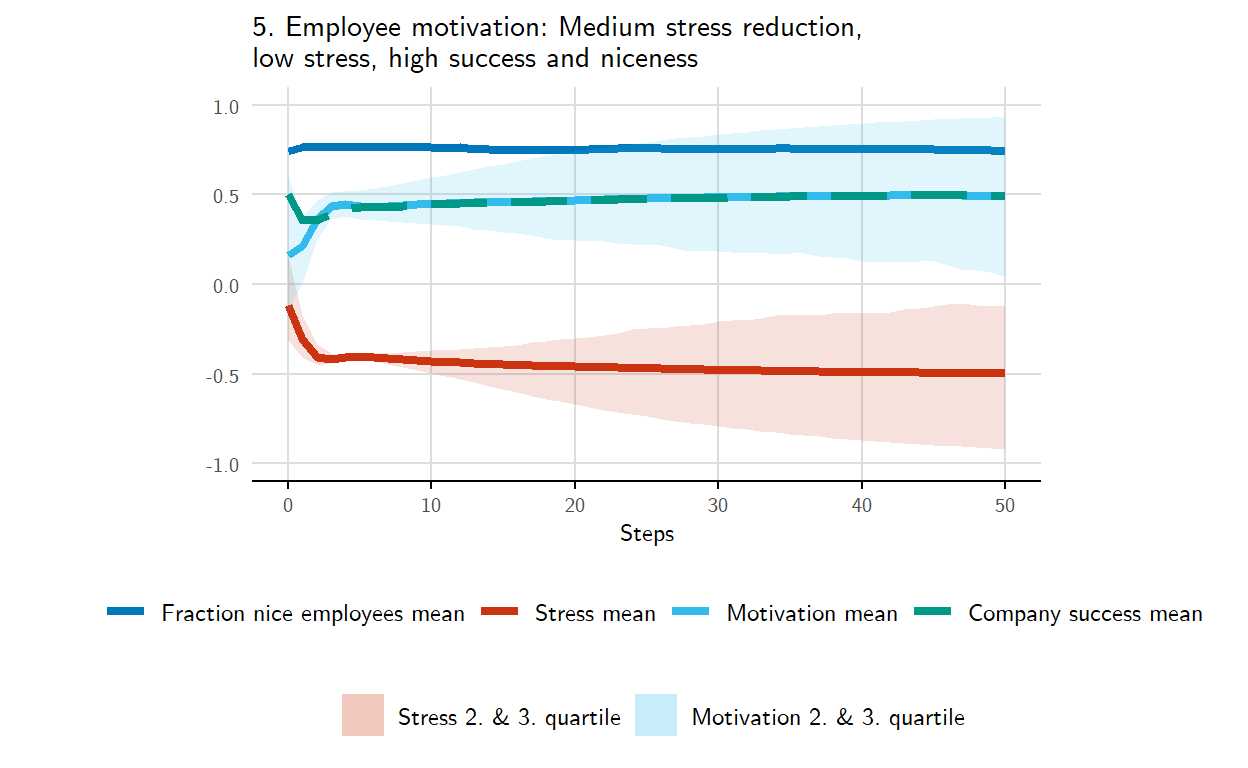 5. Employee motivation: Medium stress reduction,
low stress, high success and niceness
1.0
0.5
0.0
-0.5
-1.0
0 10 20 30 40 50
Steps
Fraction nice employees mean Stress mean Motivation mean Company success mean
Stress 2. & 3. quartile Motivation 2. & 3. quartile